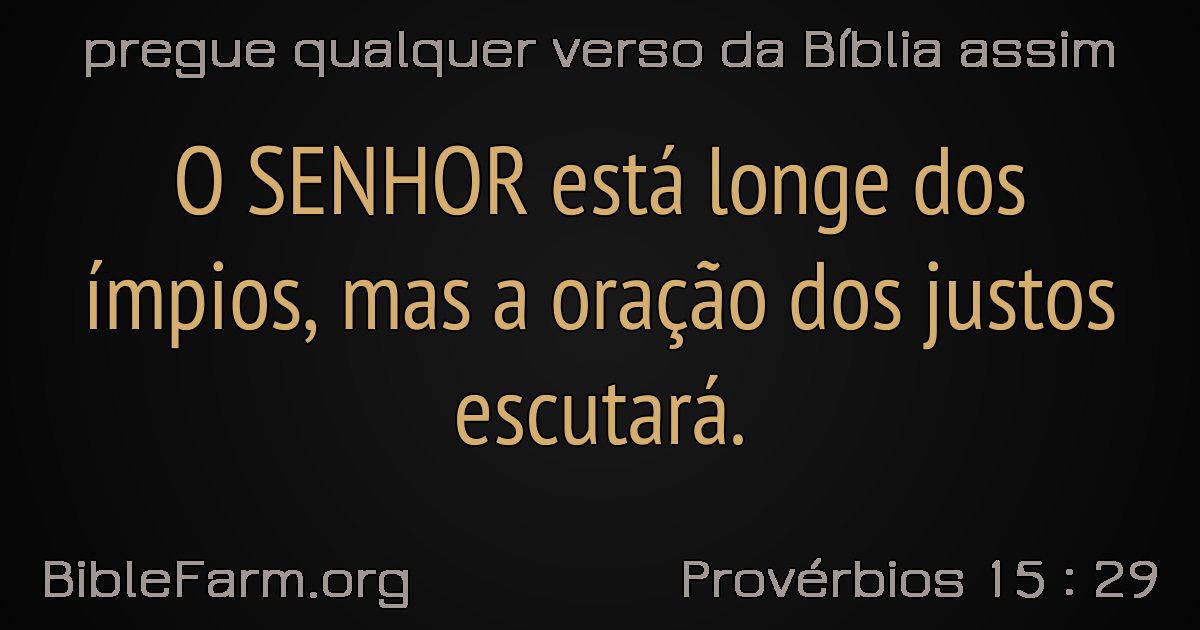 pregue qualquer verso da Bíblia assim
O SENHOR está longe dos
ímpios, mas a oração dos justos
escutará.
BibleFarm.org
Provérbios 15 : 29